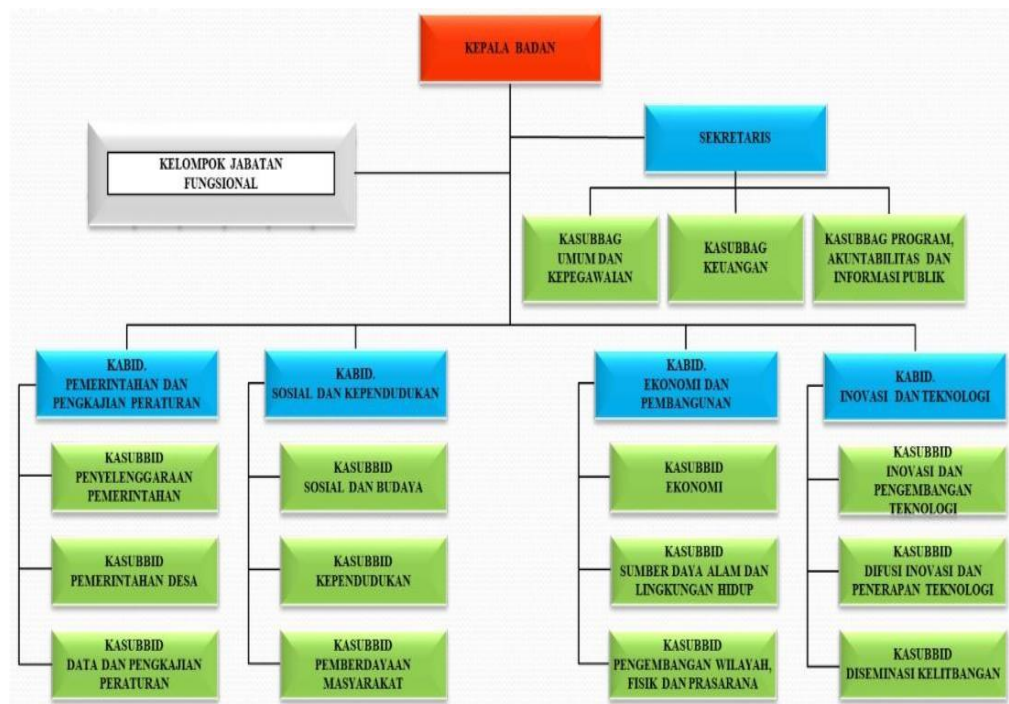 KEPALA BADAN
SEKRETARIS
KELOMPOK JABATAN
FUNGSIONAL
KASUBBAG
UMUM DAN
KEPEGAWAIAN
KASUBBAG
KEUANGAN
KASUBBAG PROGRAM,
AKUNTABILITAS DAN
INFORMASI PUBLIK
KABID.
PEMERINTAHAN DAN
PENGKAJIAN PERATURAN
KABID.
SOSIAL DAN KEPENDUDUKAN
KABID.
EKONOMI DAN
PEMBANGUNAN
KABID.
INOVASI DAN TEKNOLOGI
KASUBBID
PENYELENGGARAAN
PEMERINTAHAN
KASUBBID
SOSIAL DAN BUDAYA
KASUBBID
EKONOMI
KASUBBID
INOVASI DAN
PENGEMBANGAN
TEKNOLOGI
KASUBBID
PEMERINTAHAN DESA
KASUBBID
KEPENDUDUKAN
KASUBBID
SUMBER DAYA ALAM DAN
LINGKUNGAN HIDUP
KASUBBID
DIFUSI INOVASI DAN
PENERAPAN TEKNOLOGI
KASUBBID
DATA DAN PENGKAJIAN
PERATURAN
KASUBBID
PEMBERDAYAAN
MASYARAKAT
KASUBBID
PENGEMBANGAN WILAYAH,
FISIK DAN PRASARANA
KASUBBID
DISEMINASI KELITBANGAN